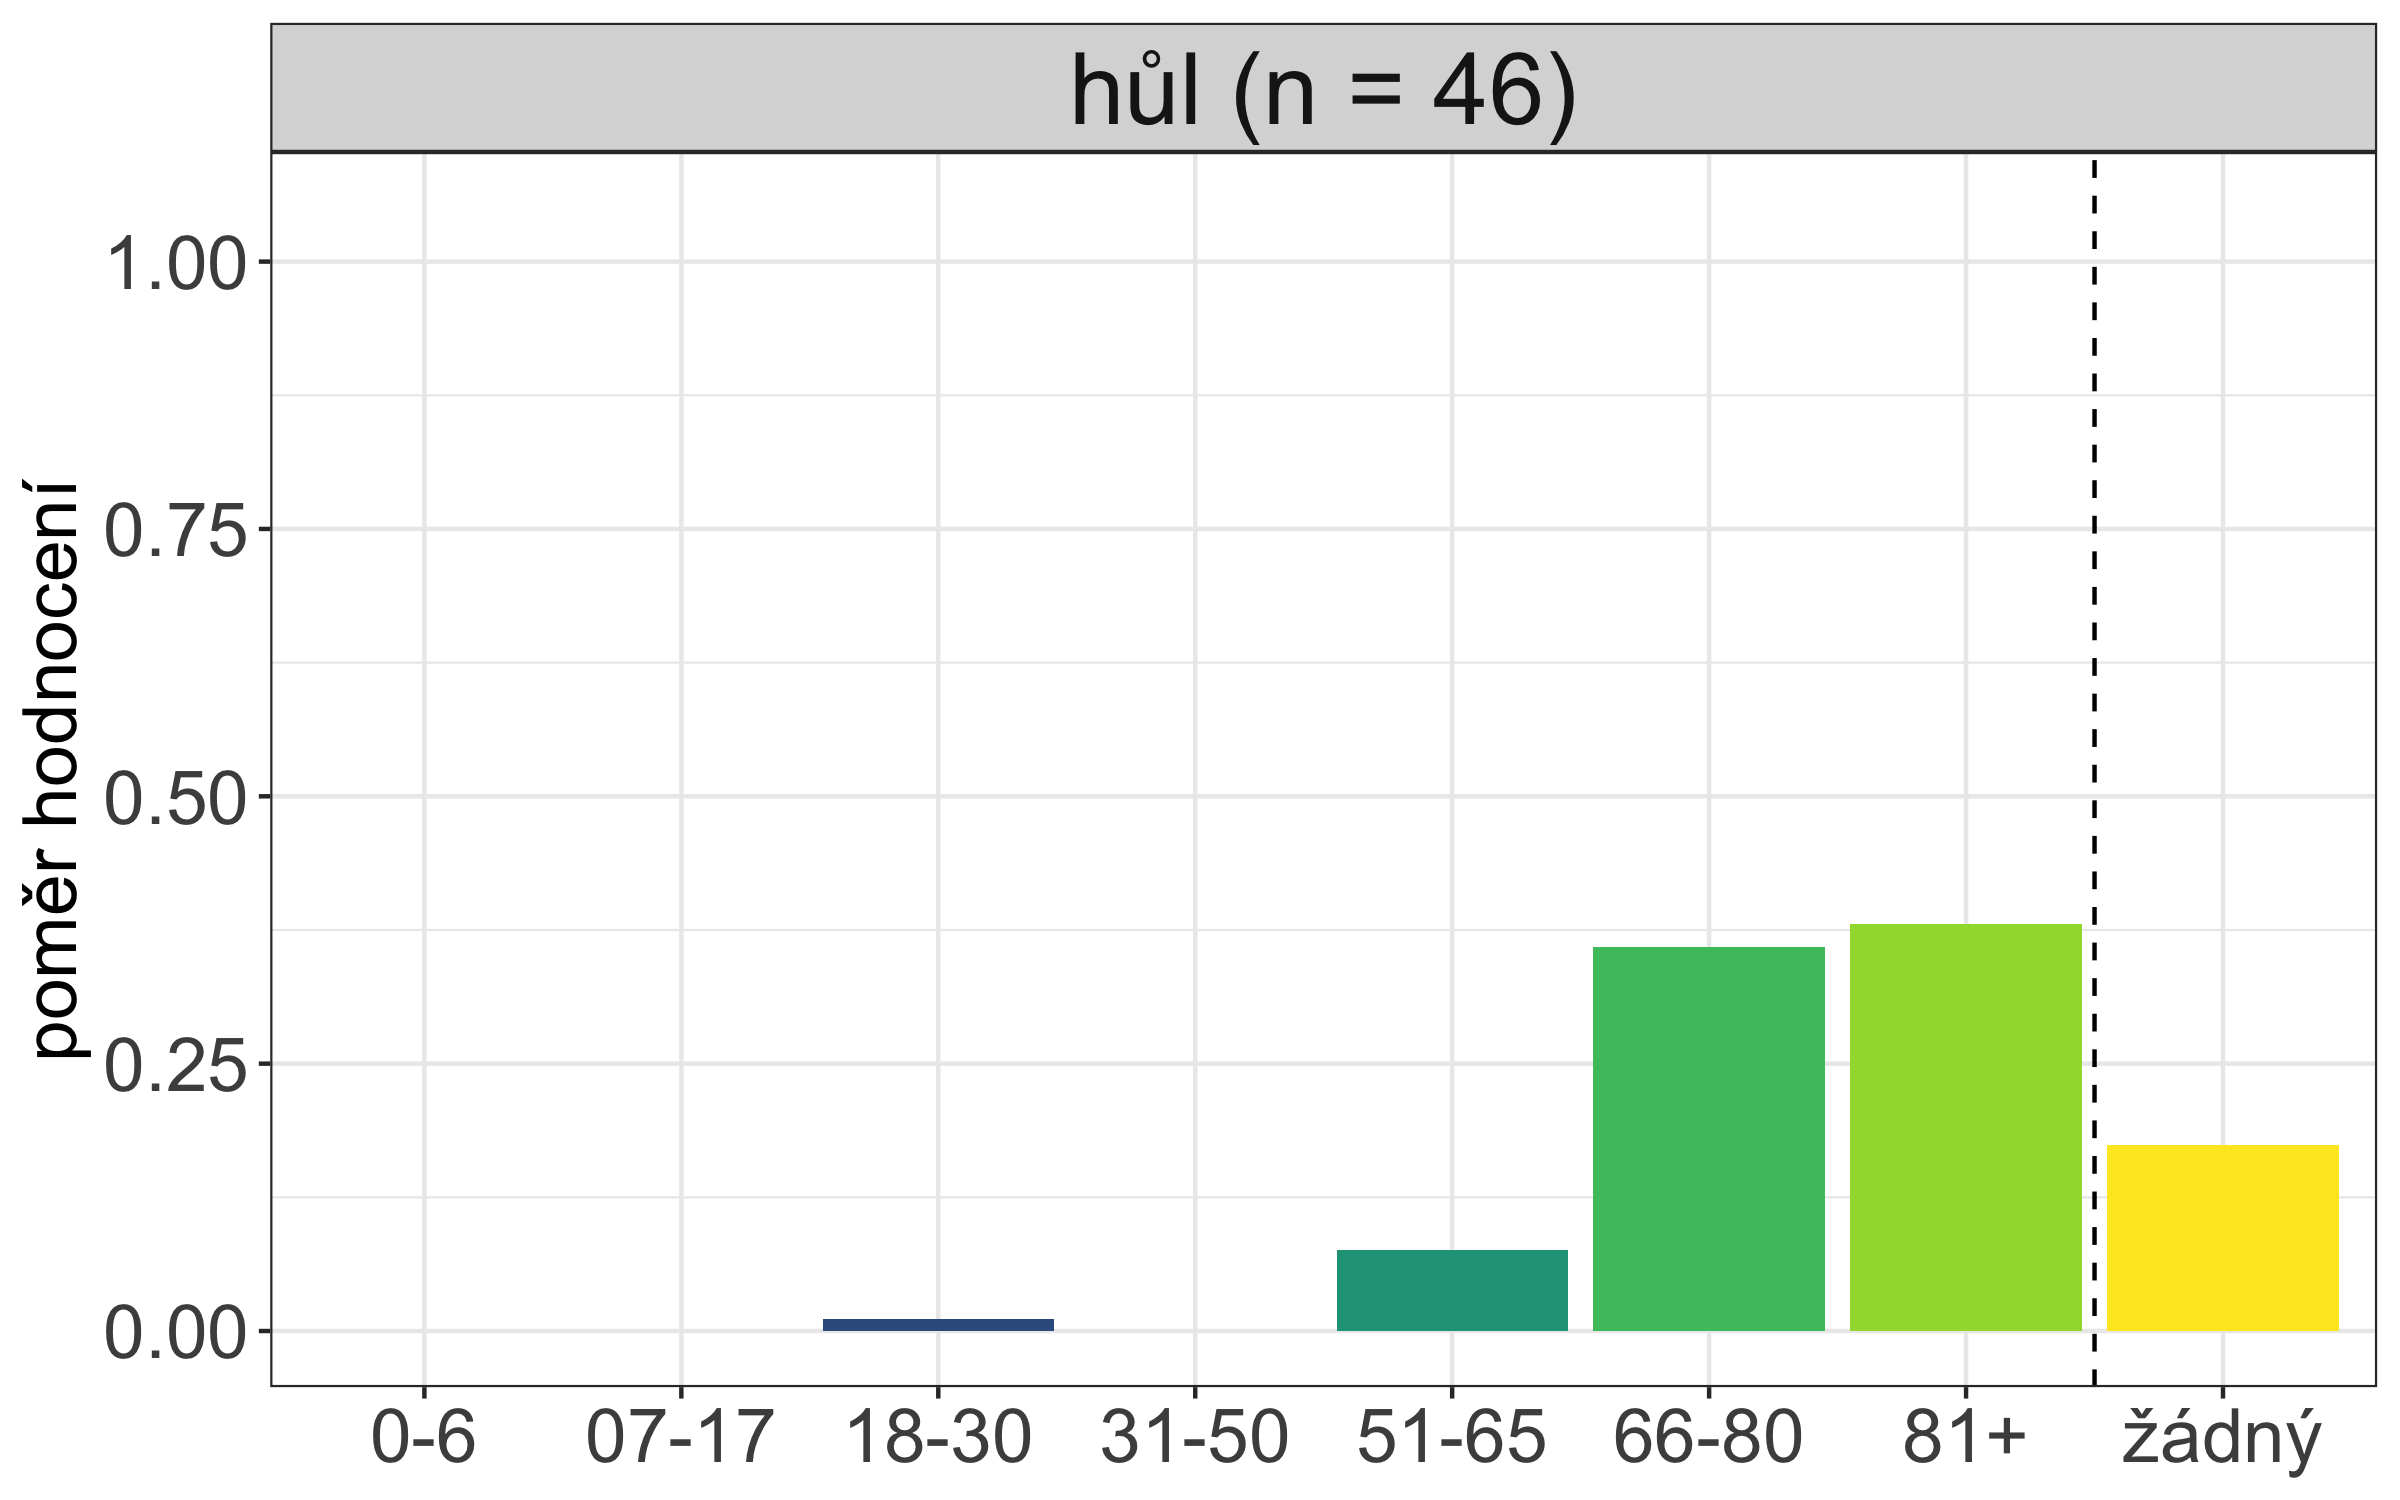 hůl (n = 46)
poměr hodnocení
1.00
0.75
0.50
0.25
0.00
0-6 07-17 18-30 31-50 51-65 66-80 81+ žádný